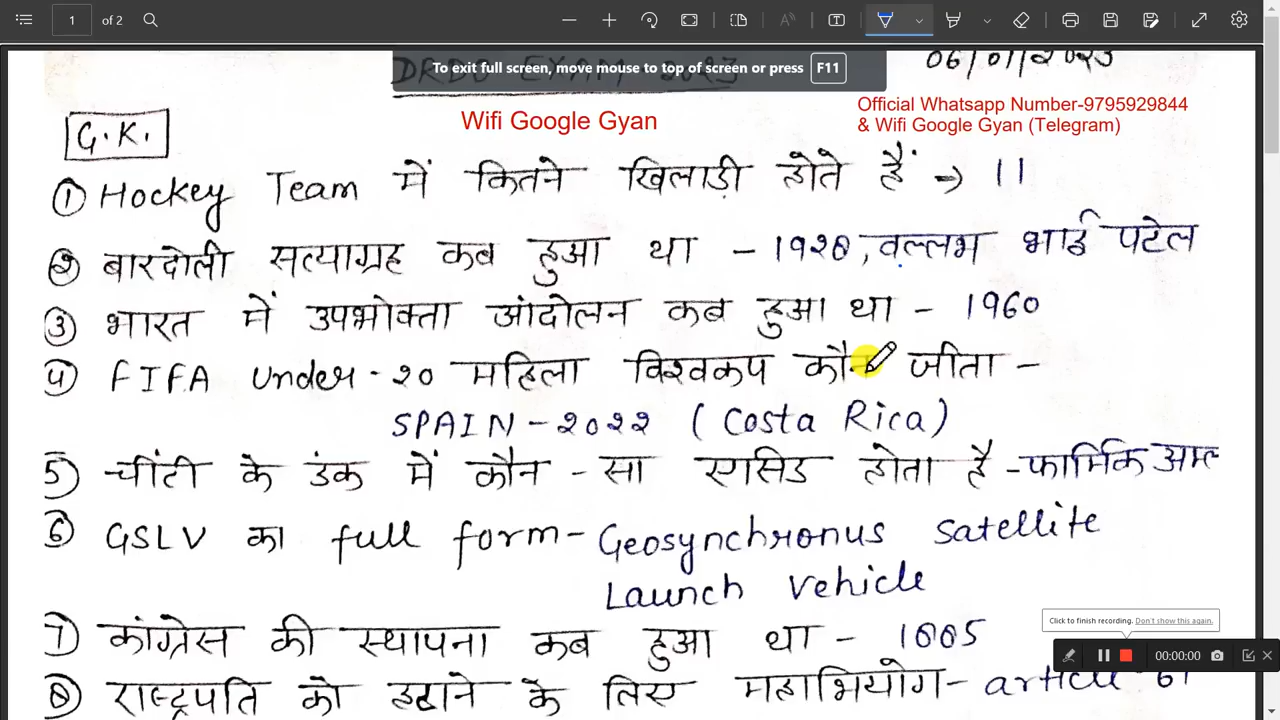 1 of 2
To exit full screen, move mouse to top of screen or press F11
DRDO EXAM 2023
06/01/2023
Wifi Google Gyan
Official Whatsapp Number-9795929844
& Wifi Google Gyan (Telegram)
G.K.
① Hockey Team में कितने खिलाड़ी होते हैं → 11
② बारदोली सत्याग्रह कब हुआ था - 1928, वल्लभ भाई पटेल
③ भारत में उपभोक्ता आंदोलन कब हुआ था - 1960
④ FIFA Under-20 महिला विश्वकप कौन जीता -
SPAIN - 2022 (Costa Rica)
⑤ चींटी के डंक में कौन-सा एसिड होता है - फार्मिक अम्ल
⑥ GSLV का full form - Geosynchronus Satellite
Launch Vehicle
⑦ कांग्रेस की स्थापना कब हुआ था - 1885
⑧ राष्ट्रपति को हटाने के लिए महाभियोग - article 61
Click to finish recording. Don't show this again.
00:00:00